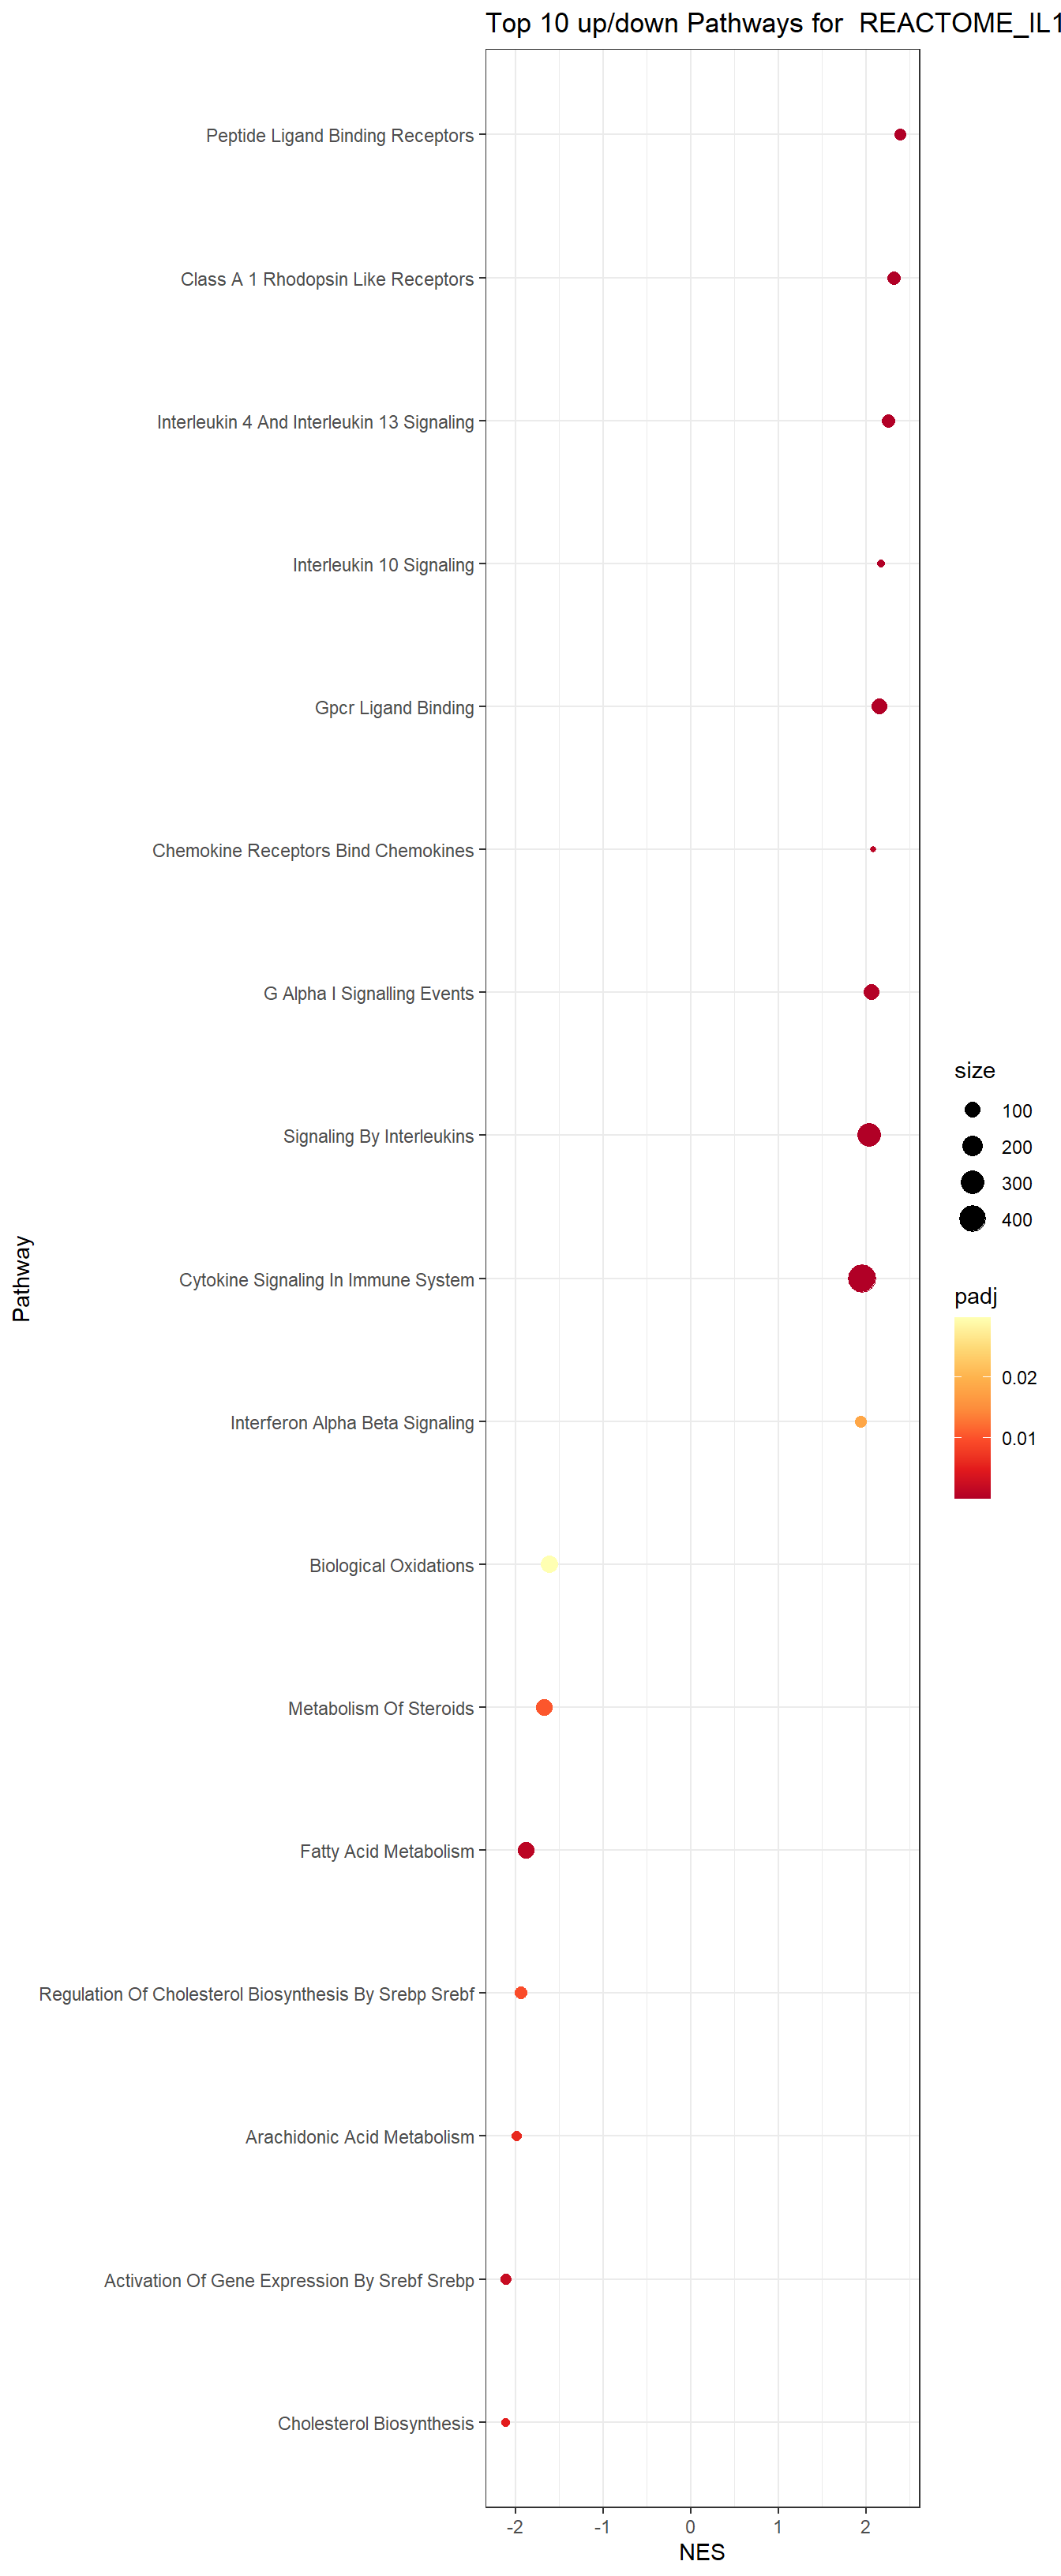 Top 10 up/down Pathways for  REACTOME_IL1
Peptide Ligand Binding Receptors
Class A 1 Rhodopsin Like Receptors
Interleukin 4 And Interleukin 13 Signaling
Interleukin 10 Signaling
Gpcr Ligand Binding
Chemokine Receptors Bind Chemokines
G Alpha I Signalling Events
Signaling By Interleukins
Cytokine Signaling In Immune System
Interferon Alpha Beta Signaling
Biological Oxidations
Metabolism Of Steroids
Fatty Acid Metabolism
Regulation Of Cholesterol Biosynthesis By Srebp Srebf
Arachidonic Acid Metabolism
Activation Of Gene Expression By Srebf Srebp
Cholesterol Biosynthesis
Pathway
-2 -1 0 1 2
NES
size
100
200
300
400
padj
0.02
0.01